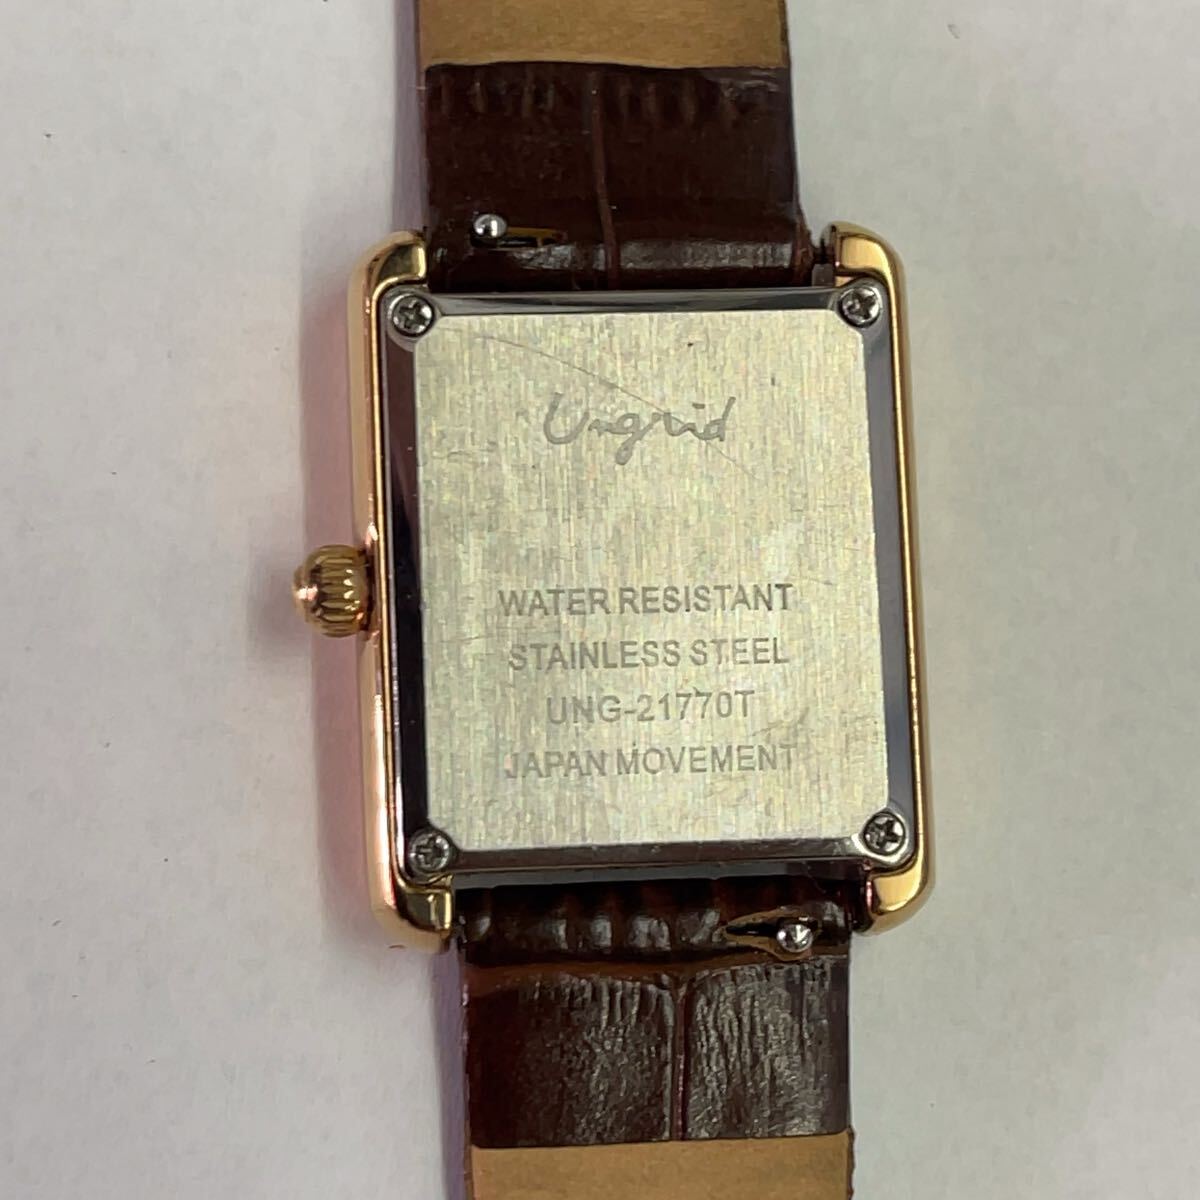 Ungrid
WATER RESISTANT
STAINLESS STEEL
UNG-21770T
JAPAN MOVEMENT